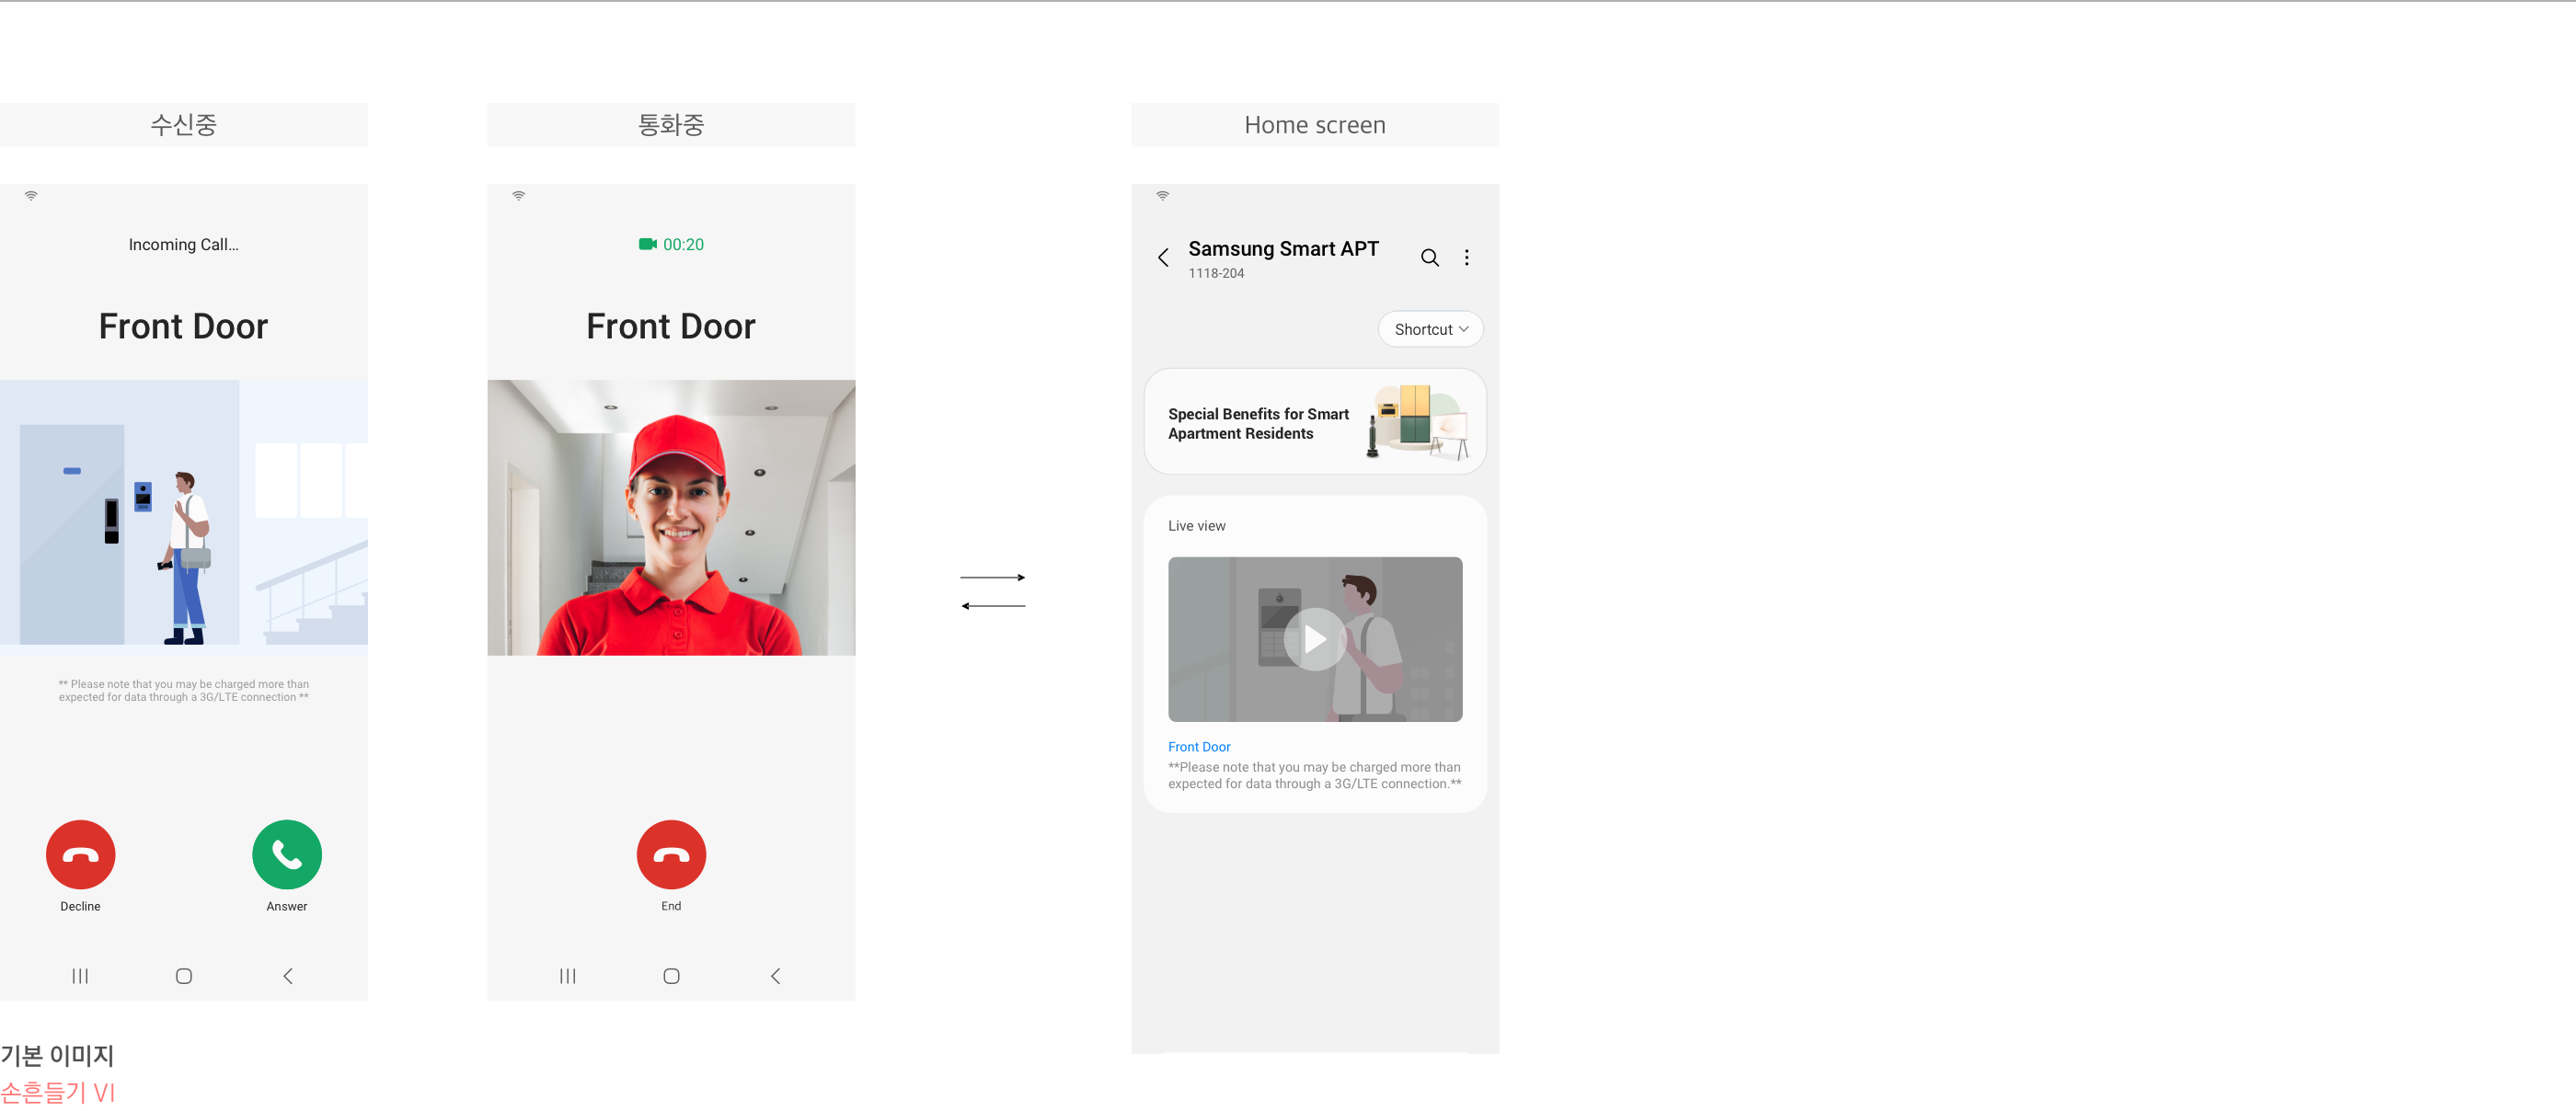 수신중
Incoming Call...
Front Door
** Please note that you may be charged more than
expected for data through a 3G/LTE connection **
Decline
Answer
기본 이미지
손흔들기 VI
통화중
00:20
Front Door
End
Home screen
Samsung Smart APT
1118-204
Shortcut
Special Benefits for Smart
Apartment Residents
Live view
Front Door
**Please note that you may be charged more than
expected for data through a 3G/LTE connection.**